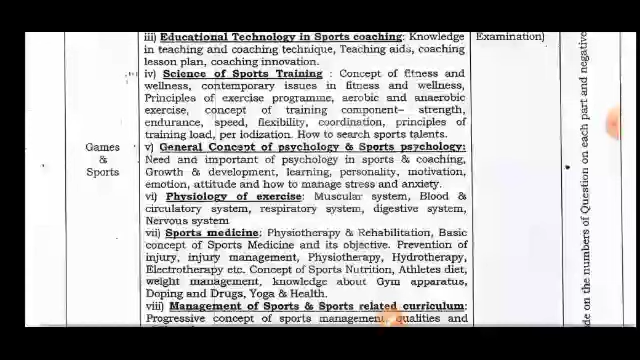 iii) Educational Technology in Sports coaching: Knowledge
in teaching and coaching technique, Teaching aids, coaching
lesson plan, coaching innovation.
iv) Science of Sports Training : Concept of fitness and
wellness, contemporary issues in fitness and wellness,
Principles of exercise programme, aerobic and anaerobic
exercise, concept of training component– strength,
endurance, speed, flexibility, coordination, principles of
training load, per iodization. How to search sports talents.
v) General Concept of psychology & Sports psychology:
Need and important of psychology in sports & coaching,
Growth & development, learning, personality, motivation,
emotion, attitude and how to manage stress and anxiety.
vi) Physiology of exercise: Muscular system, Blood &
circulatory system, respiratory system, digestive system,
Nervous system
vii) Sports medicine: Physiotherapy & Rehabilitation, Basic
concept of Sports Medicine and its objective. Prevention of
injury, injury management, Physiotherapy, Hydrotherapy,
Electrotherapy etc. Concept of Sports Nutrition, Athletes diet,
weight management, knowledge about Gym apparatus,
Doping and Drugs, Yoga & Health.
viii) Management of Sports & Sports related curriculum:
Progressive concept of sports management, qualities and
Games
&
Sports
Examination)
de on the numbers of Question on each part and negative